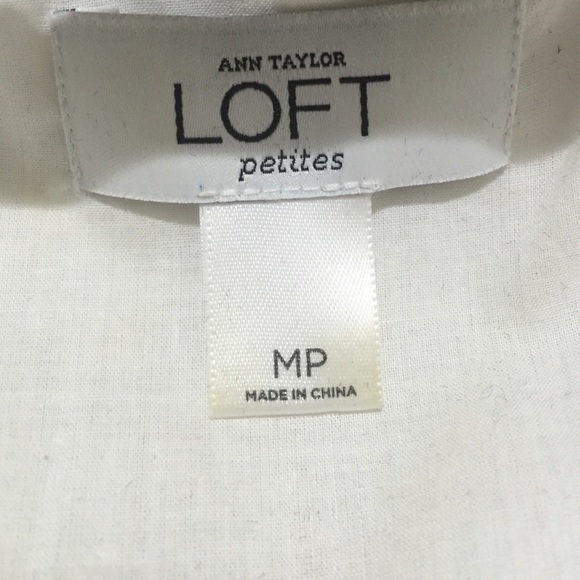 ANN TAYLOR
LOFT
petites
MP
MADE IN CHINA